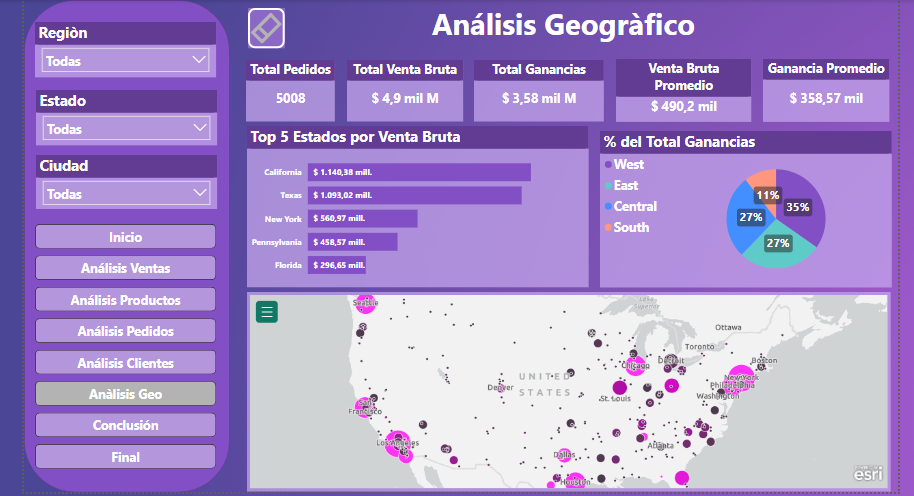 Análisis Geogràfico
Regiòn
Todas
Estado
Todas
Ciudad
Todas
Inicio
Análisis Ventas
Análisis Productos
Análisis Pedidos
Análisis Clientes
Anàlisis Geo
Conclusión
Final
Total Pedidos
5008
Total Venta Bruta
$ 4,9 mil M
Total Ganancias
$ 3,58 mil M
Venta Bruta
Promedio
$ 490,2 mil
Ganancia Promedio
$ 358,57 mil
Top 5 Estados por Venta Bruta
California $ 1.140,38 mill.
Texas $ 1.093,02 mill.
New York $ 560,97 mill.
Pennsylvania $ 458,57 mill.
Florida $ 296,65 mill.
% del Total Ganancias
West
East
Central
South
11%
35%
27%
27%
Seattle
Lake
Superior
Ottawa
Toronto
Boston
Detroit
Chicago
New York
Philadelphia
Washington
UNITED
STATES
Denver
St. Louis
San
Francisco
Los Angeles
Atlanta
Dallas
Houston
esri